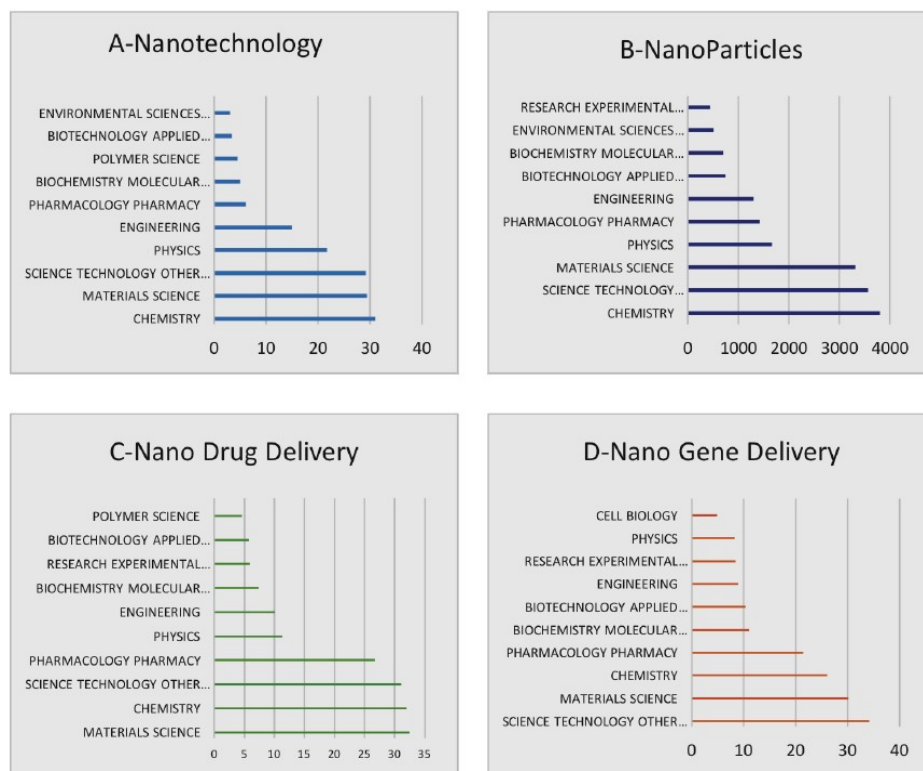 A-Nanotechnology
ENVIRONMENTAL SCIENCES...
BIOTECHNOLOGY APPLIED...
POLYMER SCIENCE
BIOCHEMISTRY MOLECULAR...
PHARMACOLOGY PHARMACY
ENGINEERING
PHYSICS
SCIENCE TECHNOLOGY OTHER...
MATERIALS SCIENCE
CHEMISTRY
0 10 20 30 40
B-NanoParticles
RESEARCH EXPERIMENTAL...
ENVIRONMENTAL SCIENCES...
BIOCHEMISTRY MOLECULAR...
BIOTECHNOLOGY APPLIED...
ENGINEERING
PHARMACOLOGY PHARMACY
PHYSICS
MATERIALS SCIENCE
SCIENCE TECHNOLOGY...
CHEMISTRY
0 1000 2000 3000 4000
C-Nano Drug Delivery
POLYMER SCIENCE
BIOTECHNOLOGY APPLIED...
RESEARCH EXPERIMENTAL...
BIOCHEMISTRY MOLECULAR...
ENGINEERING
PHYSICS
PHARMACOLOGY PHARMACY
SCIENCE TECHNOLOGY OTHER...
CHEMISTRY
MATERIALS SCIENCE
0 5 10 15 20 25 30 35
D-Nano Gene Delivery
CELL BIOLOGY
PHYSICS
RESEARCH EXPERIMENTAL...
ENGINEERING
BIOTECHNOLOGY APPLIED...
BIOCHEMISTRY MOLECULAR...
PHARMACOLOGY PHARMACY
CHEMISTRY
MATERIALS SCIENCE
SCIENCE TECHNOLOGY OTHER...
0 10 20 30 40